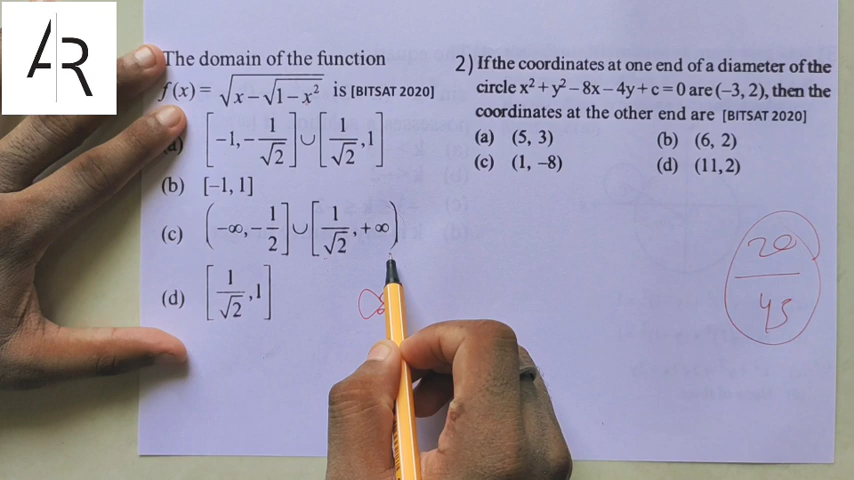 AR
The domain of the function
f(x) = √(x − √(1 − x²)) is [BITSAT 2020]
(a) [−1, −1/√2] ∪ [1/√2, 1]
(b) [–1, 1]
(c) (−∞, −1/2] ∪ [1/√2, +∞)
(d) [1/√2, 1]
2) If the coordinates at one end of a diameter of the
circle x² + y² – 8x – 4y + c = 0 are (–3, 2), then the
coordinates at the other end are [BITSAT 2020]
(a) (5, 3) (b) (6, 2)
(c) (1, –8) (d) (11, 2)
20
45